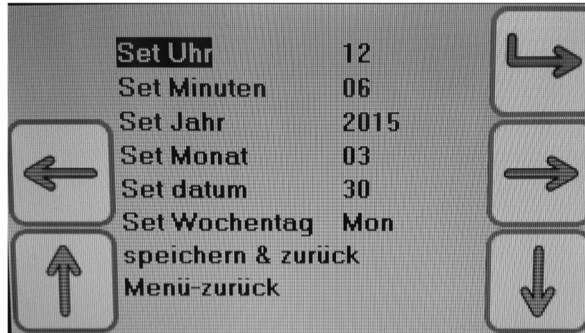 Set Uhr 12
Set Minuten 06
Set Jahr 2015
Set Monat 03
Set datum 30
Set Wochentag Mon
speichern & zurück
Menü-zurück